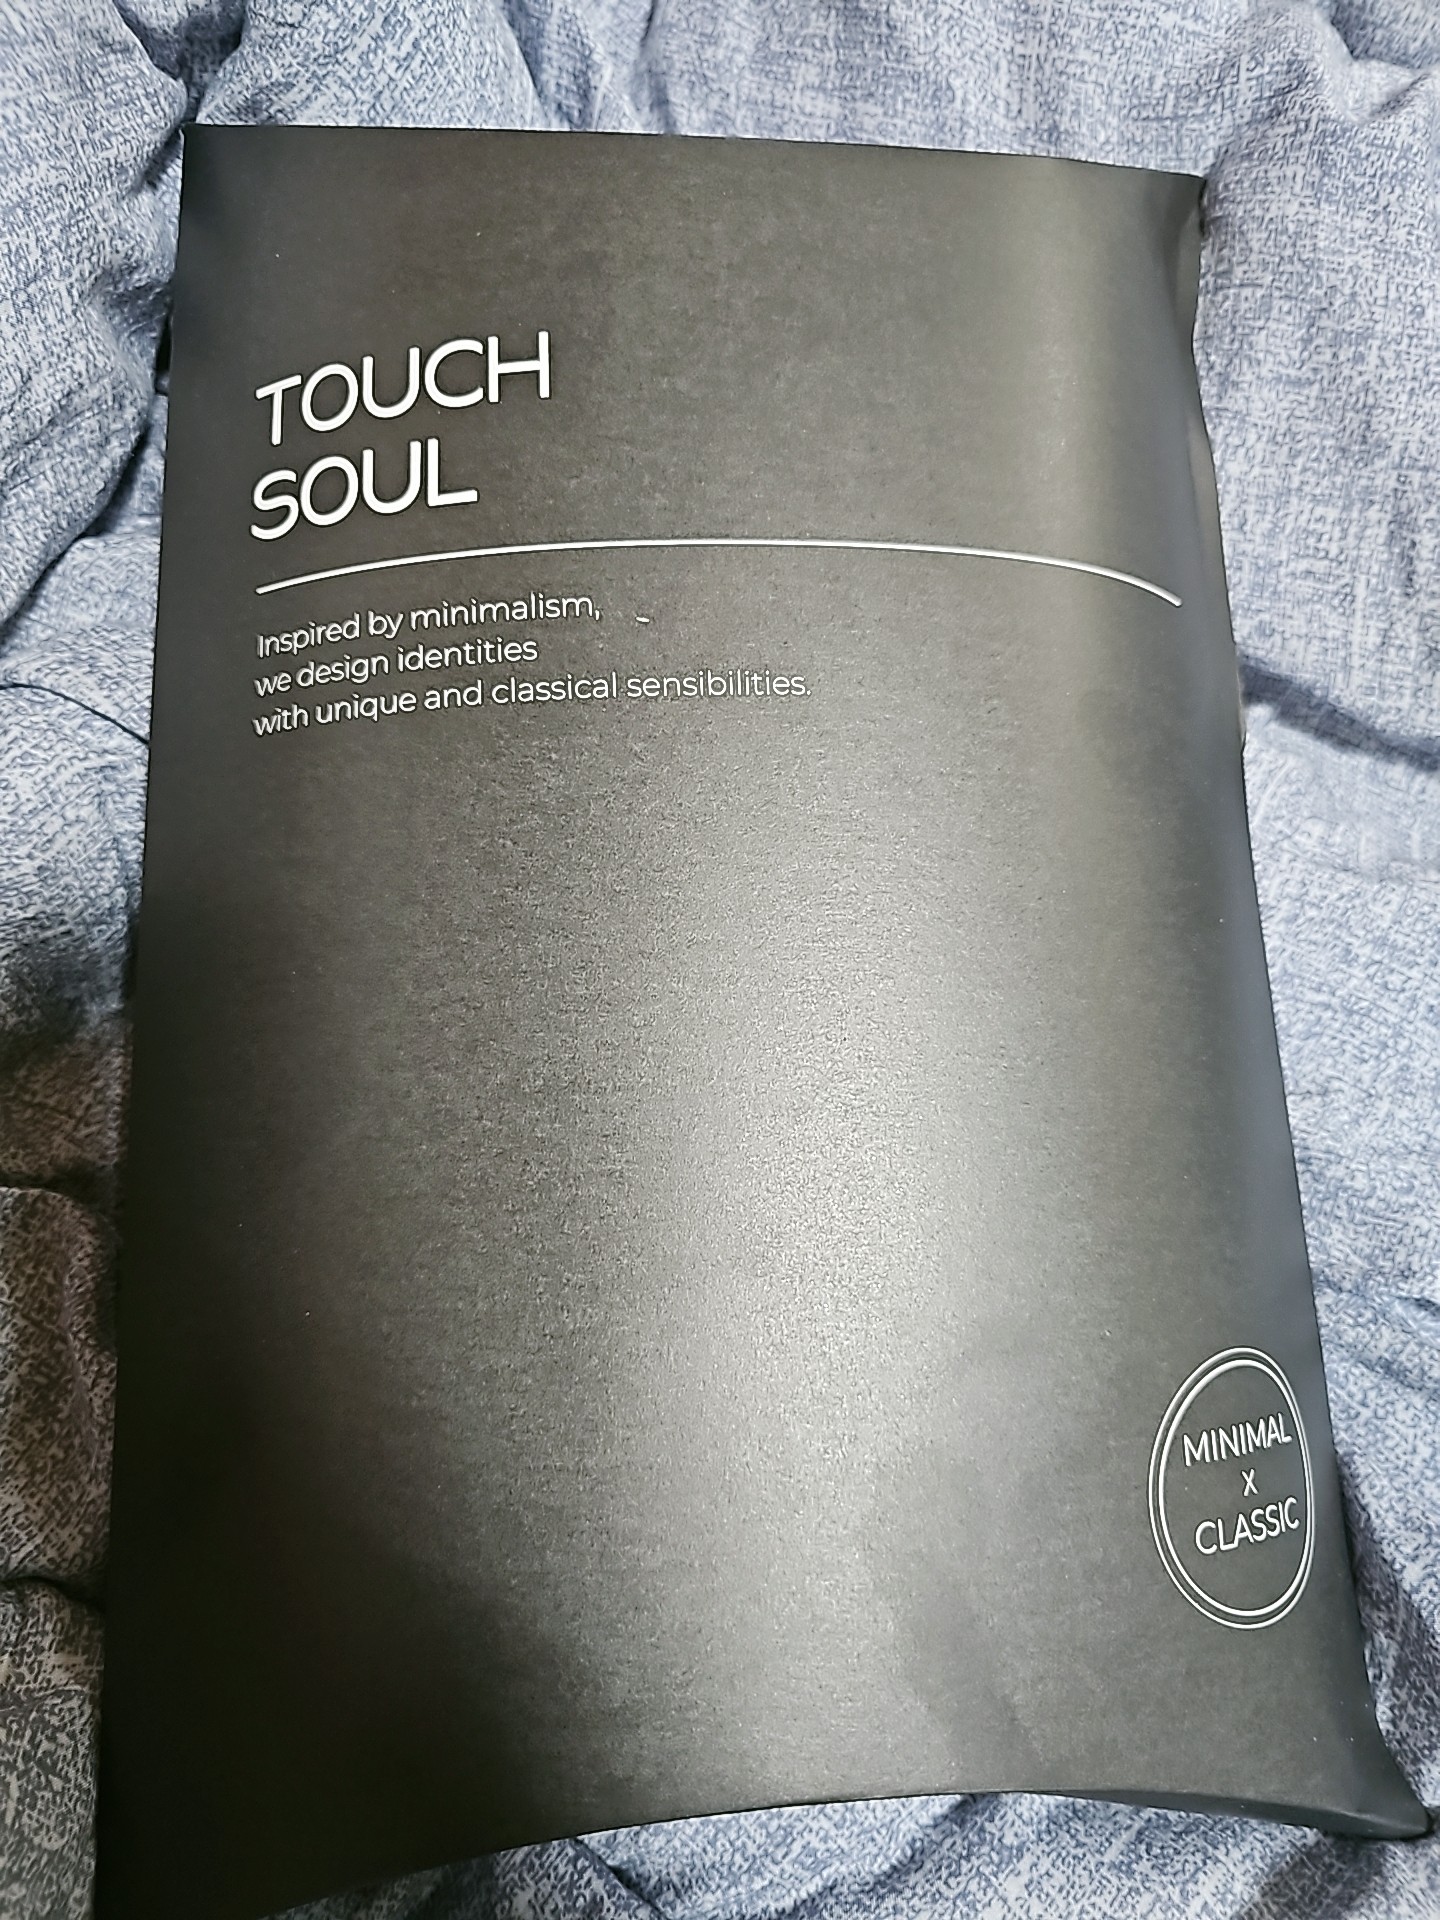 TOUCH
SOUL
Inspired by minimalism,
we design identities
with unique and classical sensibilities.
MINIMAL
X
CLASSIC